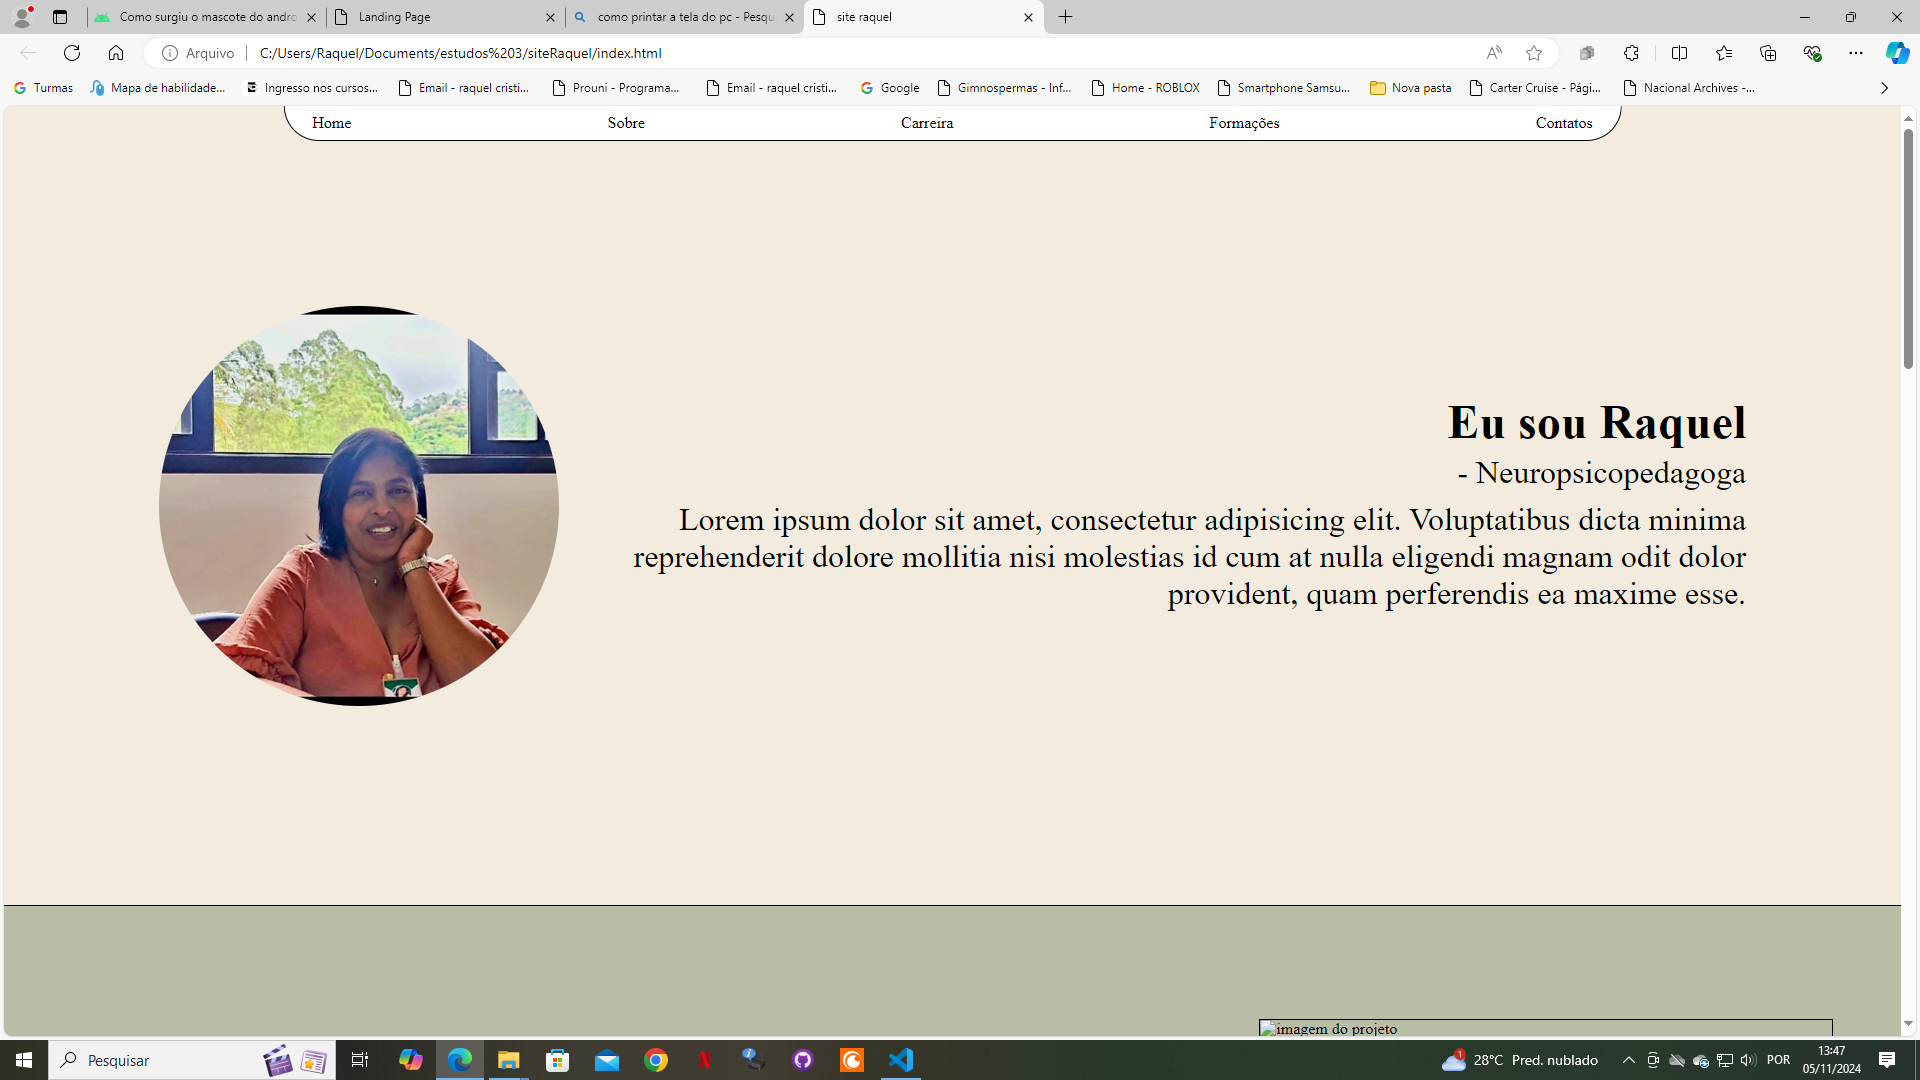 Como surgiu o mascote do andro
Landing Page
como printar a tela do pc - Pesqu
site raquel
Arquivo
C:/Users/Raquel/Documents/estudos%203/siteRaquel/index.html
Turmas
Mapa de habilidade...
Ingresso nos cursos...
Email - raquel cristi...
Prouni - Programa...
Email - raquel cristi...
Google
Gimnospermas - Inf...
Home - ROBLOX
Smartphone Samsu...
Nova pasta
Carter Cruise - Pági...
Nacional Archives -...
Home
Sobre
Carreira
Formações
Contatos
Eu sou Raquel
- Neuropsicopedagoga
Lorem ipsum dolor sit amet, consectetur adipisicing elit. Voluptatibus dicta minima
reprehenderit dolore mollitia nisi molestias id cum at nulla eligendi magnam odit dolor
provident, quam perferendis ea maxime esse.
imagem do projeto
Pesquisar
1
28°C Pred. nublado
POR
13:47
05/11/2024